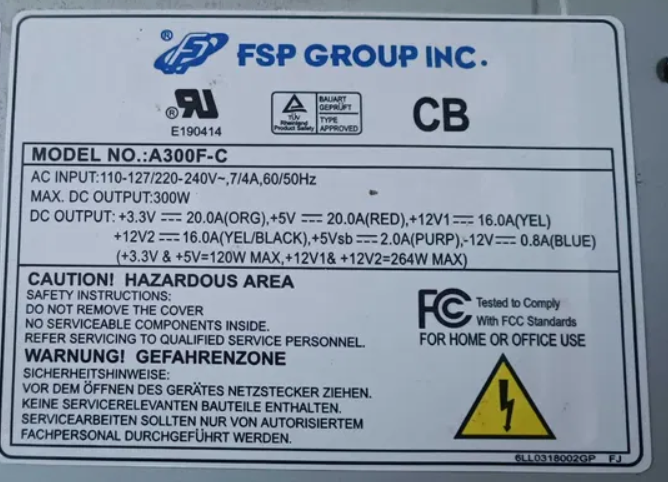 ® FSP GROUP INC.
® RU
E190414
TÜV
Rheinland
Product Safety
BAUART
GEPRÜFT
TYPE
APPROVED
CB
MODEL NO.:A300F-C
AC INPUT:110-127/220-240V~,7/4A,60/50Hz
MAX. DC OUTPUT:300W
DC OUTPUT: +3.3V ⎓ 20.0A(ORG),+5V ⎓ 20.0A(RED),+12V1⎓ 16.0A(YEL)
+12V2 ⎓ 16.0A(YEL/BLACK),+5Vsb ⎓ 2.0A(PURP),-12V⎓ 0.8A(BLUE)
(+3.3V & +5V=120W MAX,+12V1& +12V2=264W MAX)
CAUTION! HAZARDOUS AREA
SAFETY INSTRUCTIONS:
DO NOT REMOVE THE COVER
NO SERVICEABLE COMPONENTS INSIDE.
REFER SERVICING TO QUALIFIED SERVICE PERSONNEL.
WARNUNG! GEFAHRENZONE
SICHERHEITSHINWEISE:
VOR DEM ÖFFNEN DES GERÄTES NETZSTECKER ZIEHEN.
KEINE SERVICERELEVANTEN BAUTEILE ENTHALTEN.
SERVICEARBEITEN SOLLTEN NUR VON AUTORISIERTEM
FACHPERSONAL DURCHGEFÜHRT WERDEN.
FCC Tested to Comply
With FCC Standards
FOR HOME OR OFFICE USE
6LL0318002GP FJ